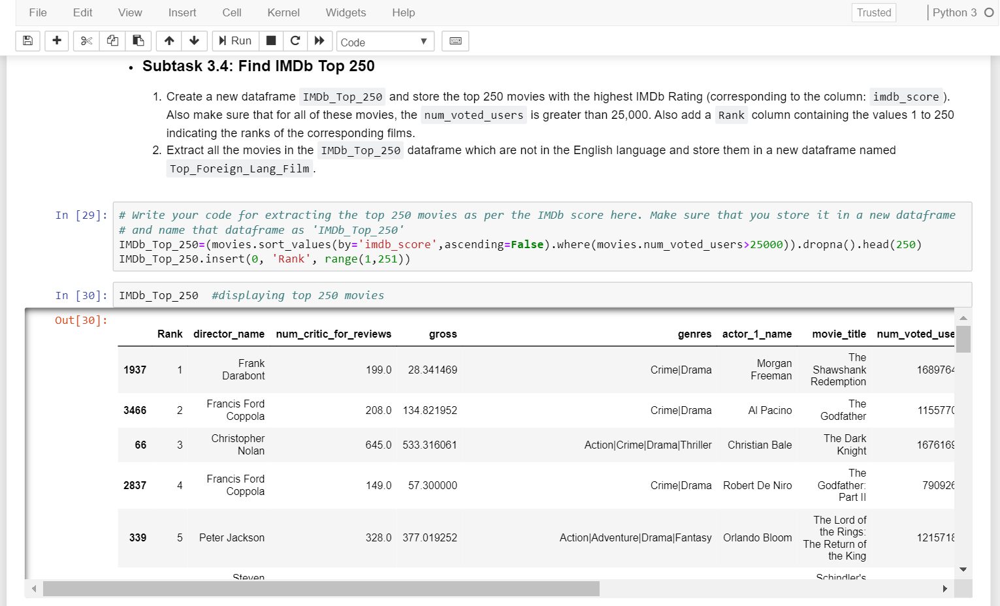 File Edit View Insert Cell Kernel Widgets Help Trusted Python 3
Run Code
Subtask 3.4: Find IMDb Top 250
1. Create a new dataframe IMDb_Top_250 and store the top 250 movies with the highest IMDb Rating (corresponding to the column: imdb_score ).
Also make sure that for all of these movies, the num_voted_users is greater than 25,000. Also add a Rank column containing the values 1 to 250
indicating the ranks of the corresponding films.
2. Extract all the movies in the IMDb_Top_250 dataframe which are not in the English language and store them in a new dataframe named
Top_Foreign_Lang_Film .
In [29]: # Write your code for extracting the top 250 movies as per the IMDb score here. Make sure that you store it in a new dataframe
# and name that dataframe as 'IMDb_Top_250'
IMDb_Top_250=(movies.sort_values(by='imdb_score',ascending=False).where(movies.num_voted_users>25000)).dropna().head(250)
IMDb_Top_250.insert(0, 'Rank', range(1,251))
In [30]: IMDb_Top_250 #displaying top 250 movies
Out[30]:
Rank director_name num_critic_for_reviews gross genres actor_1_name movie_title num_voted_use
1937 1 Frank Darabont 199.0 28.341469 Crime|Drama Morgan Freeman The Shawshank Redemption 1689764
3466 2 Francis Ford Coppola 208.0 134.821952 Crime|Drama Al Pacino The Godfather 1155770
66 3 Christopher Nolan 645.0 533.316061 Action|Crime|Drama|Thriller Christian Bale The Dark Knight 1676169
2837 4 Francis Ford Coppola 149.0 57.300000 Crime|Drama Robert De Niro The Godfather: Part II 790926
339 5 Peter Jackson 328.0 377.019252 Action|Adventure|Drama|Fantasy Orlando Bloom The Lord of the Rings: The Return of the King 1215718
Steven Schindler's